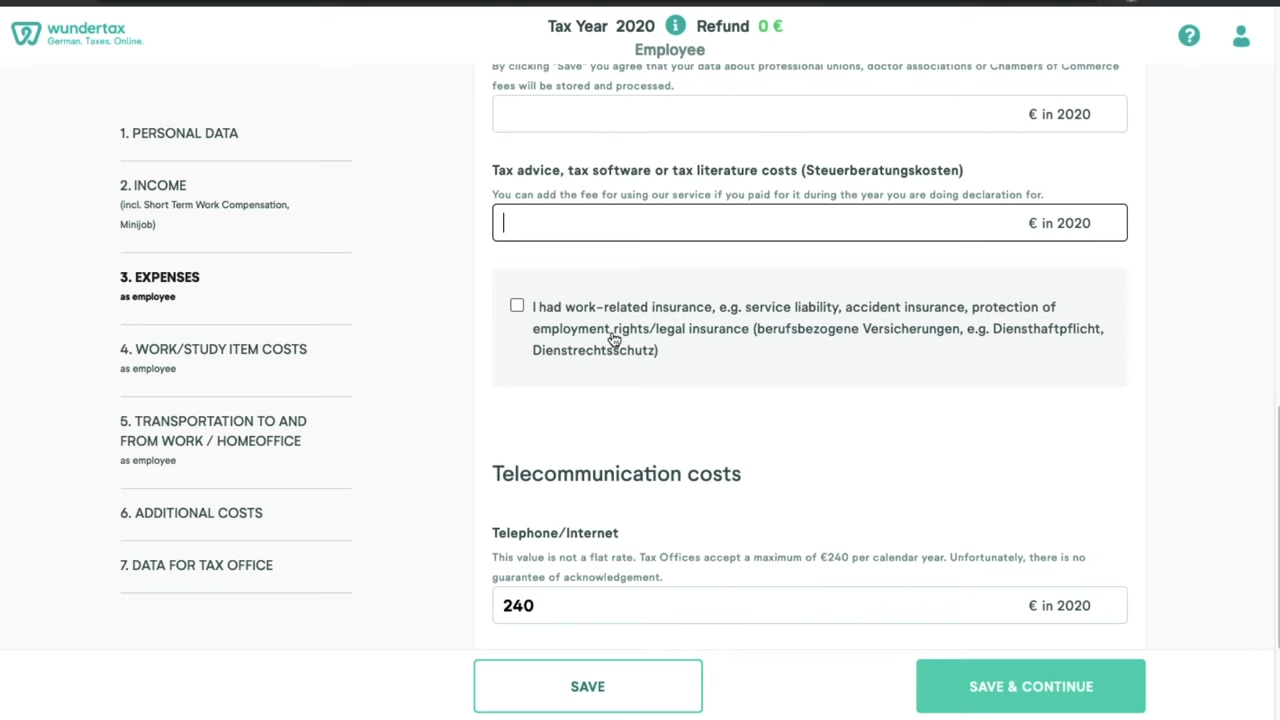 wundertax
German. Taxes. Online.
Tax Year 2020 i Refund 0 €
Employee
?
By clicking "Save" you agree that your data about professional unions, doctor associations or Chambers of Commerce
fees will be stored and processed.
€ in 2020
1. PERSONAL DATA
2. INCOME
(incl. Short Term Work Compensation,
Minijob)
3. EXPENSES
as employee
4. WORK/STUDY ITEM COSTS
as employee
5. TRANSPORTATION TO AND
FROM WORK / HOMEOFFICE
as employee
6. ADDITIONAL COSTS
7. DATA FOR TAX OFFICE
Tax advice, tax software or tax literature costs (Steuerberatungskosten)
You can add the fee for using our service if you paid for it during the year you are doing declaration for.
€ in 2020
I had work-related insurance, e.g. service liability, accident insurance, protection of
employment rights/legal insurance (berufsbezogene Versicherungen, e.g. Diensthaftpflicht,
Dienstrechtsschutz)
Telecommunication costs
Telephone/Internet
This value is not a flat rate. Tax Offices accept a maximum of €240 per calendar year. Unfortunately, there is no
guarantee of acknowledgement.
240 € in 2020
SAVE
SAVE & CONTINUE